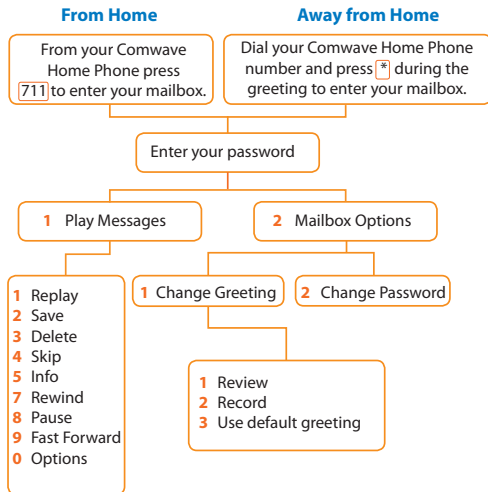 From Home
Away from Home
From your Comwave
Home Phone press
711 to enter your mailbox.
Dial your Comwave Home Phone
number and press * during the
greeting to enter your mailbox.
Enter your password
1 Play Messages
2 Mailbox Options
1 Replay
2 Save
3 Delete
4 Skip
5 Info
7 Rewind
8 Pause
9 Fast Forward
0 Options
1 Change Greeting
2 Change Password
1 Review
2 Record
3 Use default greeting